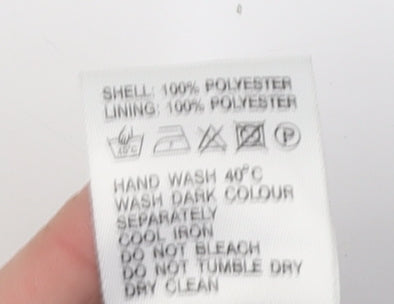 SHELL: 100% POLYESTER
LINING: 100% POLYESTER
40°C P
HAND WASH 40°C
WASH DARK COLOUR
SEPARATELY
COOL IRON
DO NOT BLEACH
DO NOT TUMBLE DRY
DRY CLEAN